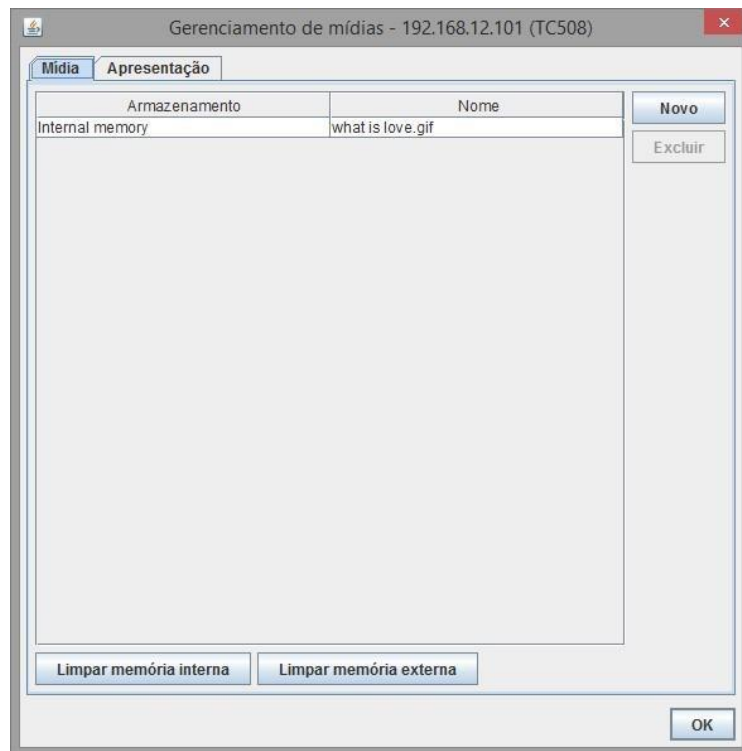 Gerenciamento de mídias - 192.168.12.101 (TC508)
Mídia Apresentação
Armazenamento Nome Novo
Internal memory what is love.gif
Excluir
Limpar memória interna Limpar memória externa
OK